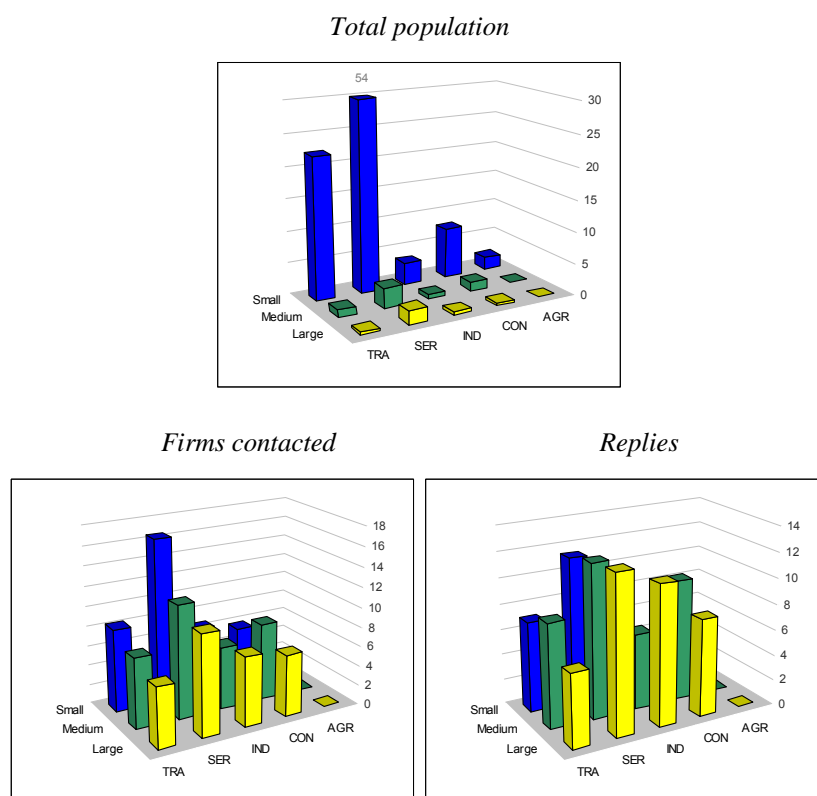 Total population
54
30
25
20
15
10
5
0
Small
Medium
Large
TRA
SER
IND
CON
AGR
Firms contacted
18
16
14
12
10
8
6
4
2
0
Small
Medium
Large
TRA
SER
IND
CON
AGR
Replies
14
12
10
8
6
4
2
0
Small
Medium
Large
TRA
SER
IND
CON
AGR